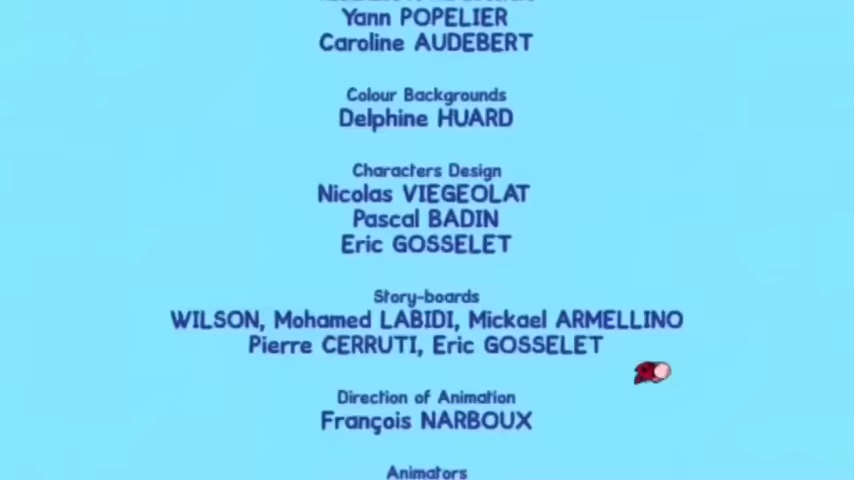 Yann POPELIER
Caroline AUDEBERT
Colour Backgrounds
Delphine HUARD
Characters Design
Nicolas VIEGEOLAT
Pascal BADIN
Eric GOSSELET
Story-boards
WILSON, Mohamed LABIDI, Mickael ARMELLINO
Pierre CERRUTI, Eric GOSSELET
Direction of Animation
François NARBOUX
Animators